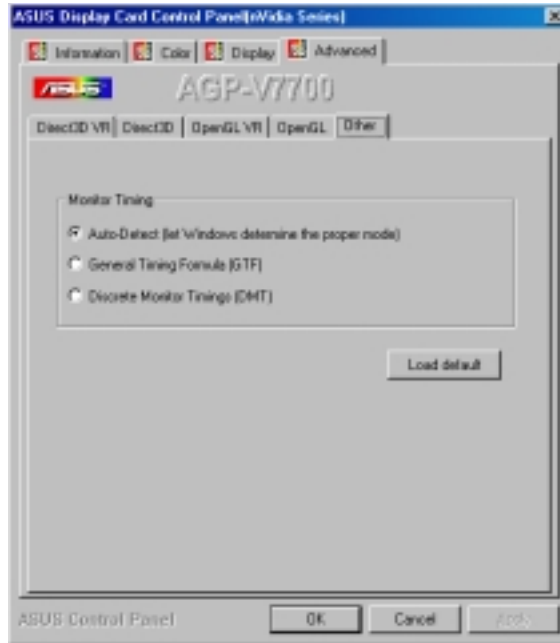 ASUS Display Card Control Panel(nVidia Series)
Information Color Display Advanced
ASUS AGP-V7700
Direct3D VR Direct3D OpenGL VR OpenGL Other
Monitor Timing
Auto-Detect (let Windows determine the proper mode)
General Timing Formula (GTF)
Discrete Monitor Timings (DMT)
Load default
ASUS Control Panel OK Cancel Apply